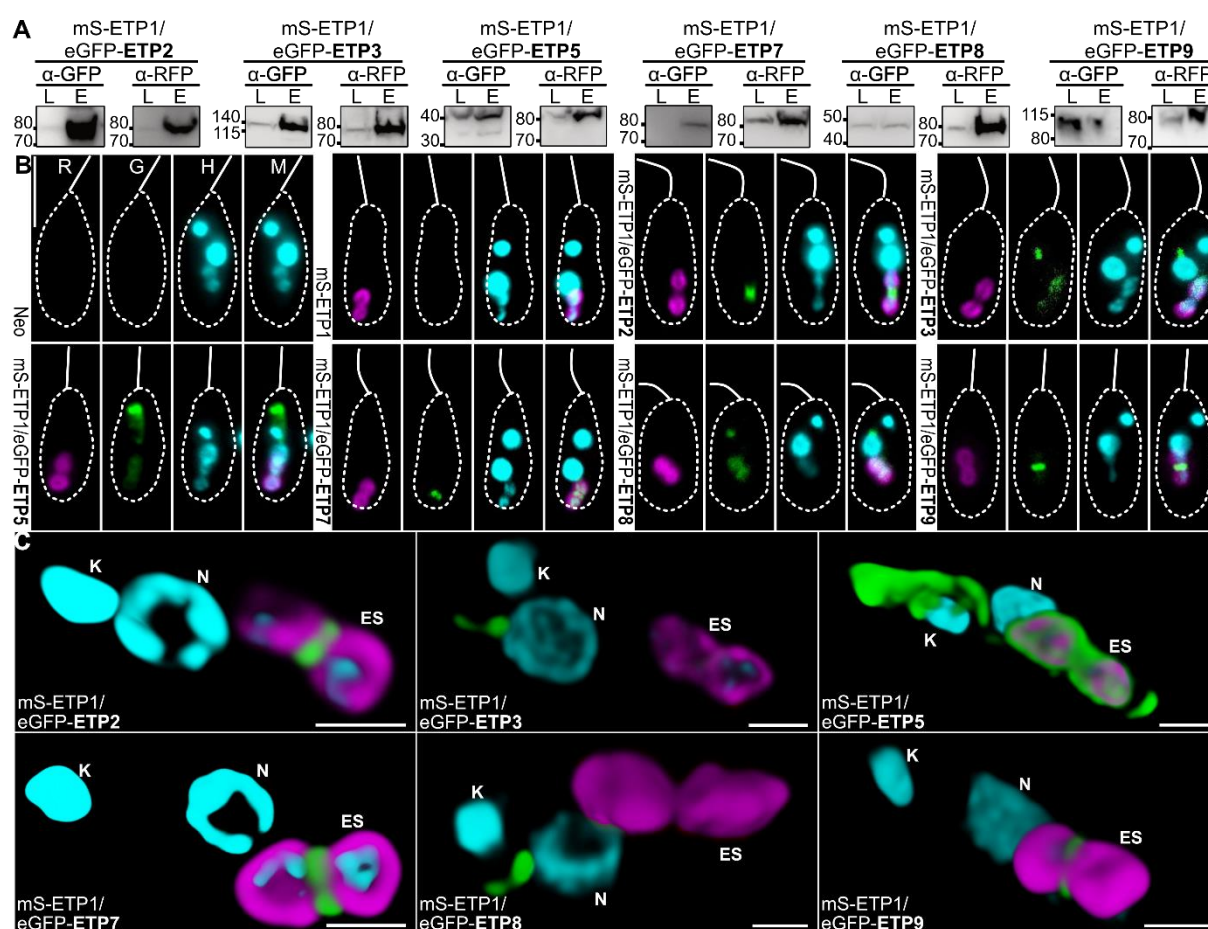 A
mS-ETP1/
eGFP-ETP2
mS-ETP1/
eGFP-ETP3
mS-ETP1/
eGFP-ETP5
mS-ETP1/
eGFP-ETP7
mS-ETP1/
eGFP-ETP8
mS-ETP1/
eGFP-ETP9
α-GFP α-RFP α-GFP α-RFP α-GFP α-RFP α-GFP α-RFP α-GFP α-RFP α-GFP α-RFP
L E L E L E L E L E L E L E L E L E L E L E L E
80 80 140 80 40 80 80 80 50 80 115 80
70 70 115 70 30 70 70 70 40 70 80 70
B
R G H M
Neo
mS-ETP1
mS-ETP1/eGFP-ETP2
mS-ETP1/eGFP-ETP3
mS-ETP1/eGFP-ETP5
mS-ETP1/eGFP-ETP7
mS-ETP1/eGFP-ETP8
mS-ETP1/eGFP-ETP9
C
K N ES
mS-ETP1/
eGFP-ETP2
K N ES
mS-ETP1/
eGFP-ETP3
K N ES
mS-ETP1/
eGFP-ETP5
K N ES
mS-ETP1/
eGFP-ETP7
K N ES
mS-ETP1/
eGFP-ETP8
K N ES
mS-ETP1/
eGFP-ETP9